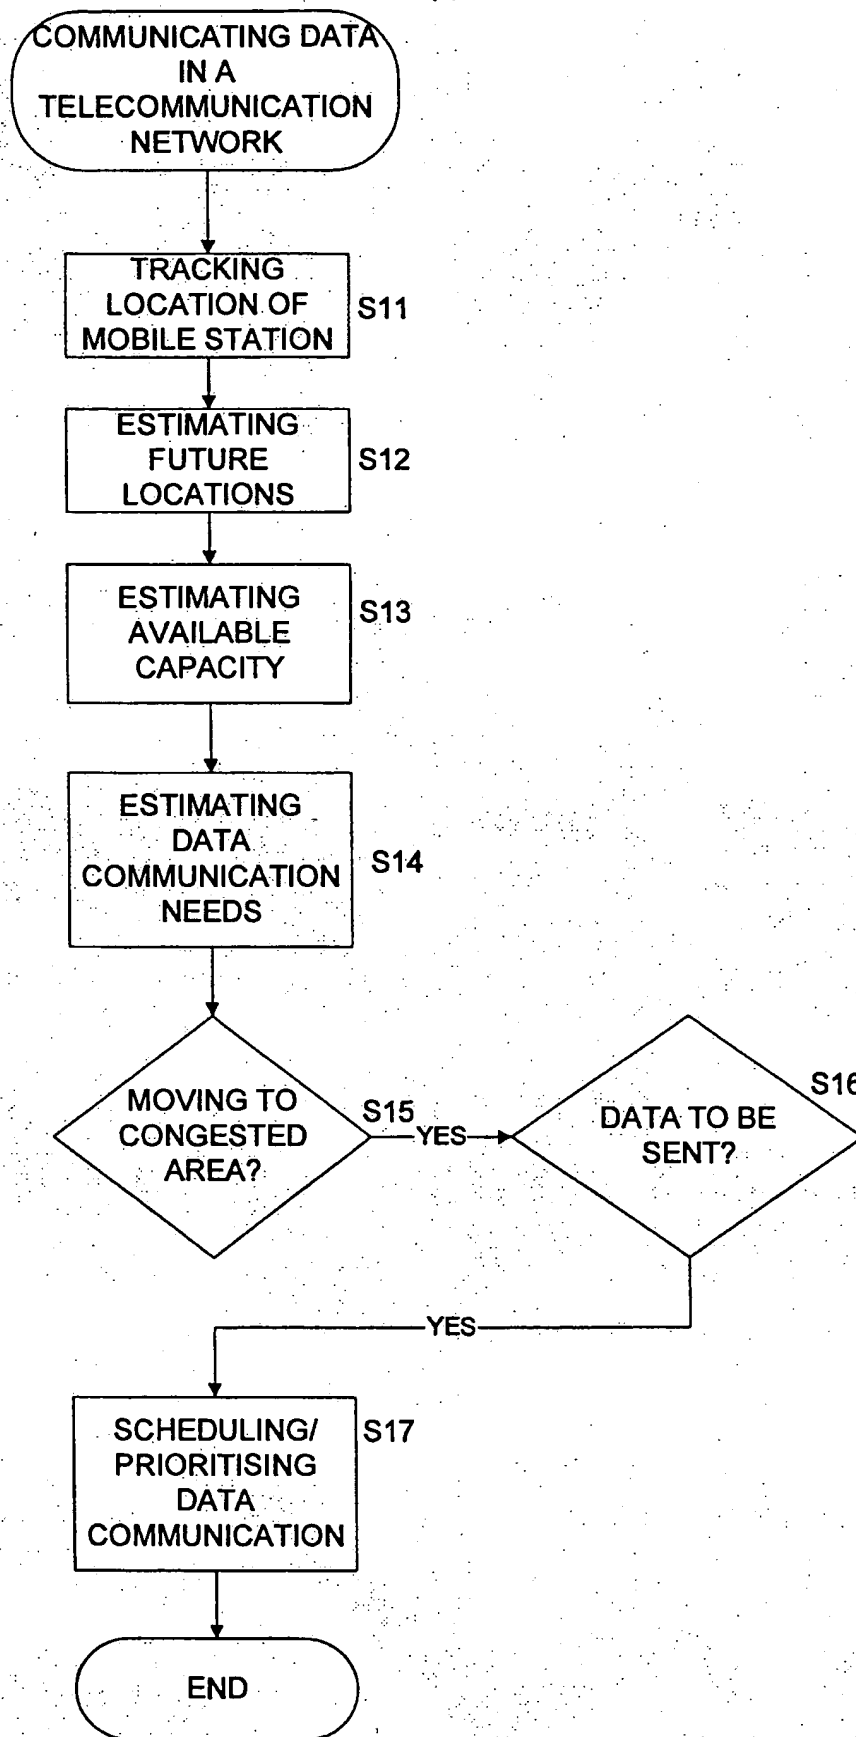 COMMUNICATING DATA
IN A
TELECOMMUNICATION
NETWORK
TRACKING
LOCATION OF
MOBILE STATION
S11
ESTIMATING
FUTURE
LOCATIONS
S12
ESTIMATING
AVAILABLE
CAPACITY
S13
ESTIMATING
DATA
COMMUNICATION
NEEDS
S14
MOVING TO
CONGESTED
AREA?
S15
YES
DATA TO BE
SENT?
S16
YES
SCHEDULING/
PRIORITISING
DATA
COMMUNICATION
S17
END